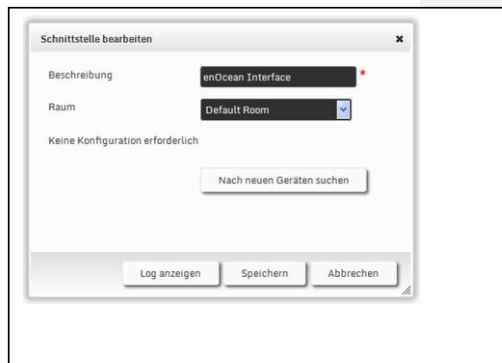 Schnittstelle bearbeiten
Beschreibung enOcean Interface *
Raum Default Room
Keine Konfiguration erforderlich
Nach neuen Geräten suchen
Log anzeigen Speichern Abbrechen